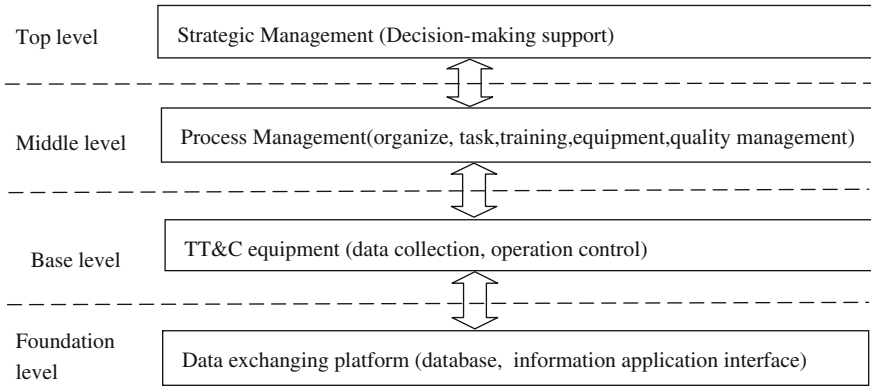 Top level
Strategic Management (Decision-making support)
Middle level
Process Management(organize, task,training,equipment,quality management)
Base level
TT&C equipment (data collection, operation control)
Foundation
level
Data exchanging platform (database, information application interface)